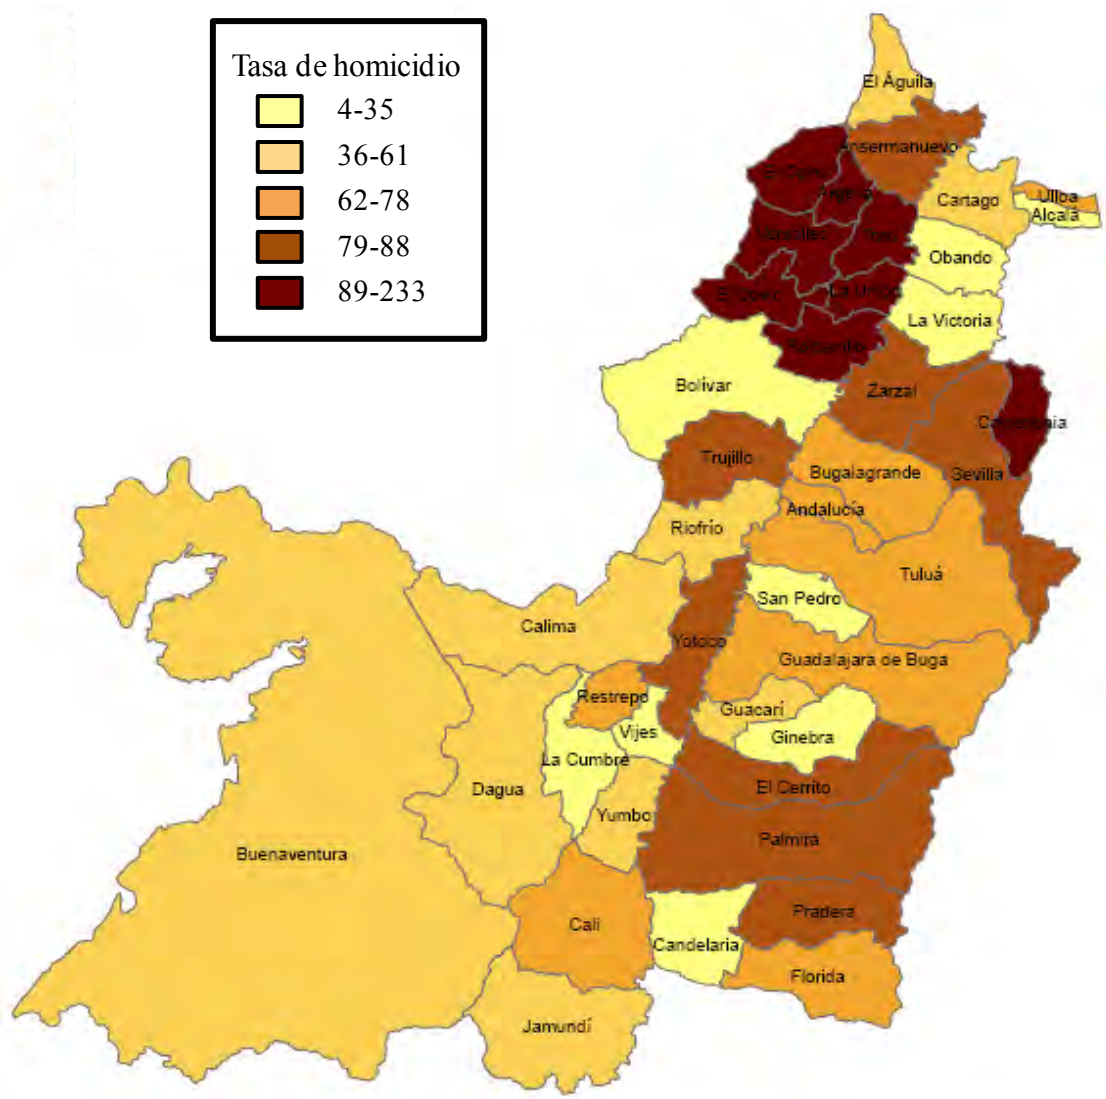 Tasa de homicidio
4-35
36-61
62-78
79-88
89-233
El Águila
Ansermanuevo
Cartago
Ulloa
Alcalá
Obando
La Victoria
Bolívar
Zarzal
Sevilla
Trujillo
Bugalagrande
Andalucía
Riofrío
Tuluá
San Pedro
Calima
Yotoco
Guadalajara de Buga
Restrepo
Guacarí
Vijes
Ginebra
La Cumbre
Dagua
El Cerrito
Yumbo
Palmira
Buenaventura
Pradera
Cali
Candelaria
Florida
Jamundí